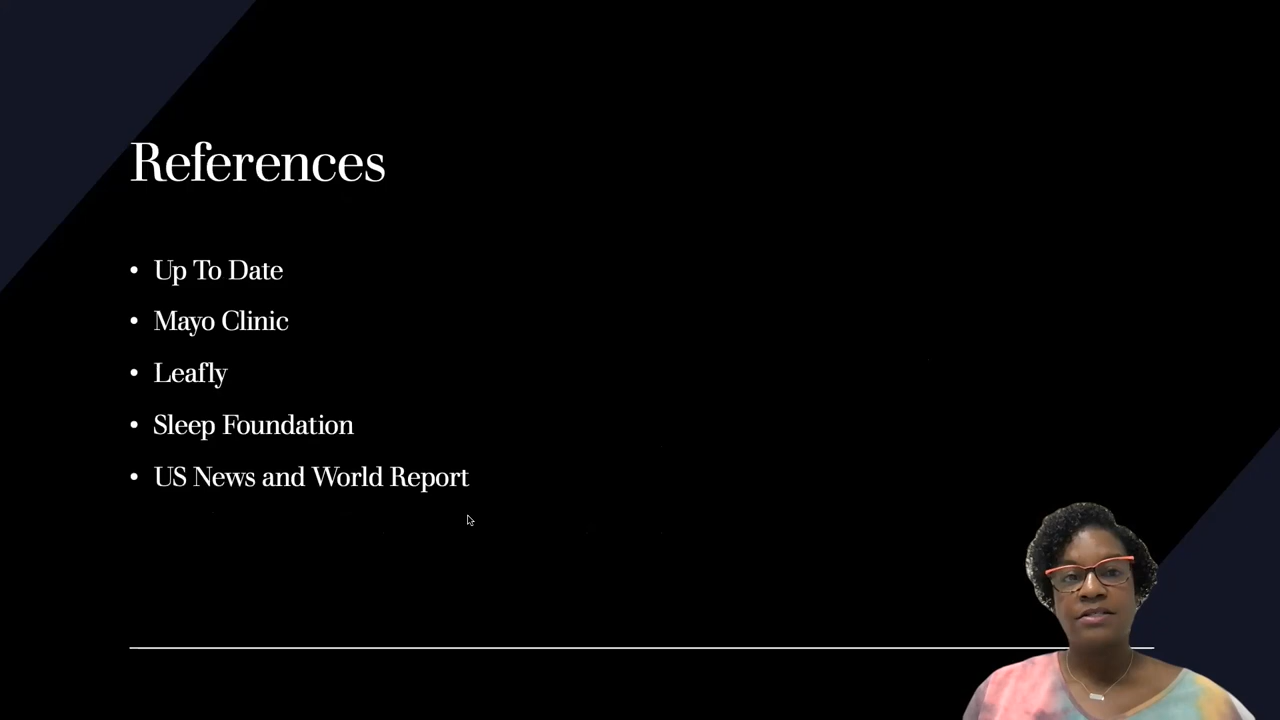 References
• Up To Date
• Mayo Clinic
• Leafly
• Sleep Foundation
• US News and World Report